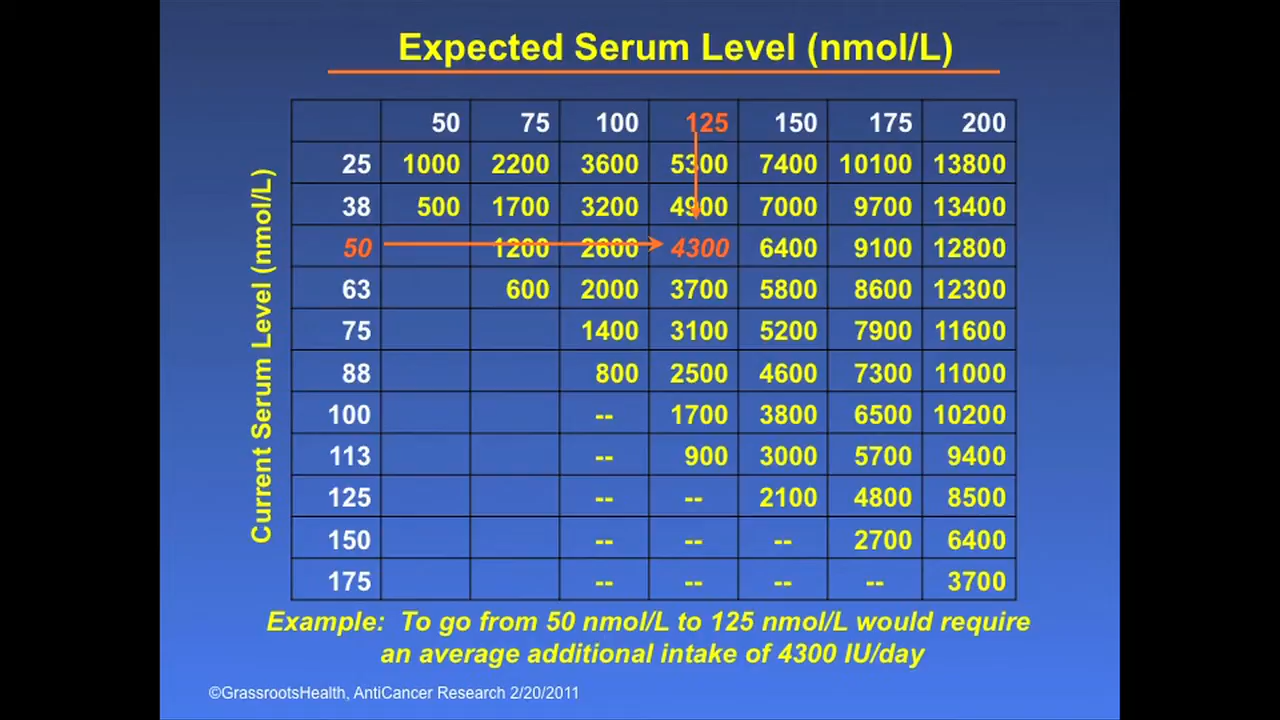 Expected Serum Level (nmol/L)
50 75 100 125 150 175 200
25 1000 2200 3600 5300 7400 10100 13800
38 500 1700 3200 4900 7000 9700 13400
50 1200 2600 4300 6400 9100 12800
63 600 2000 3700 5800 8600 12300
75 1400 3100 5200 7900 11600
88 800 2500 4600 7300 11000
100 -- 1700 3800 6500 10200
113 -- 900 3000 5700 9400
125 -- -- 2100 4800 8500
150 -- -- -- 2700 6400
175 -- -- -- -- 3700
Current Serum Level (nmol/L)
Example: To go from 50 nmol/L to 125 nmol/L would require
an average additional intake of 4300 IU/day
©GrassrootsHealth, AntiCancer Research 2/20/2011